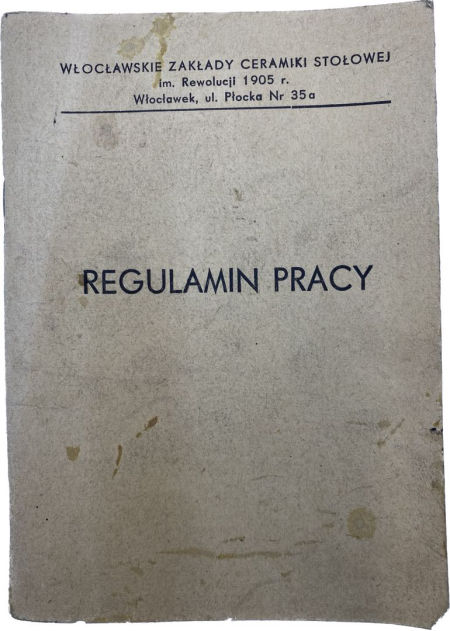 WŁOCŁAWSKIE ZAKŁADY CERAMIKI STOŁOWEJ
im. Rewolucji 1905 r.
Włocławek, ul. Płocka Nr 35a
REGULAMIN PRACY